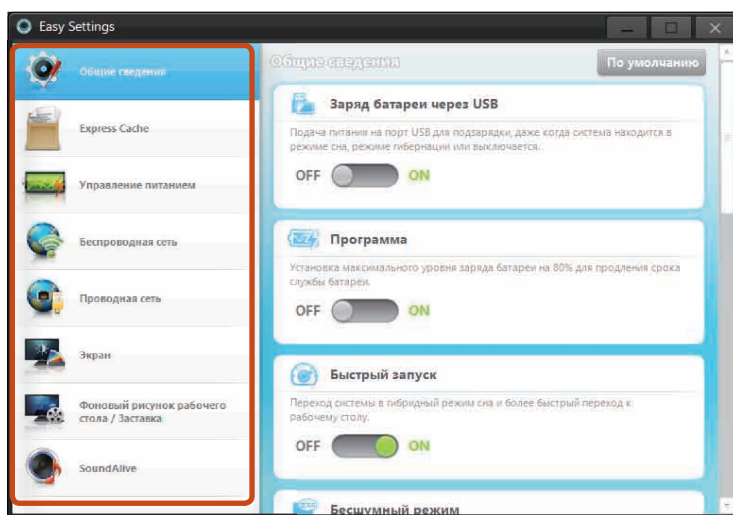 Easy Settings
Общие сведения
Express Cache
Управление питанием
Беспроводная сеть
Проводная сеть
Экран
Фоновый рисунок рабочего
стола / Заставка
SoundAlive
Общие сведения
По умолчанию
Заряд батареи через USB
Подача питания на порт USB для подзарядки, даже когда система находится в
режиме сна, режиме гибернации или выключается.
OFF ON
Программа
Установка максимального уровня заряда батареи на 80% для продления срока
службы батареи.
OFF ON
Быстрый запуск
Переход системы в гибридный режим сна и более быстрый переход к
рабочему столу.
OFF ON
Бесшумный режим